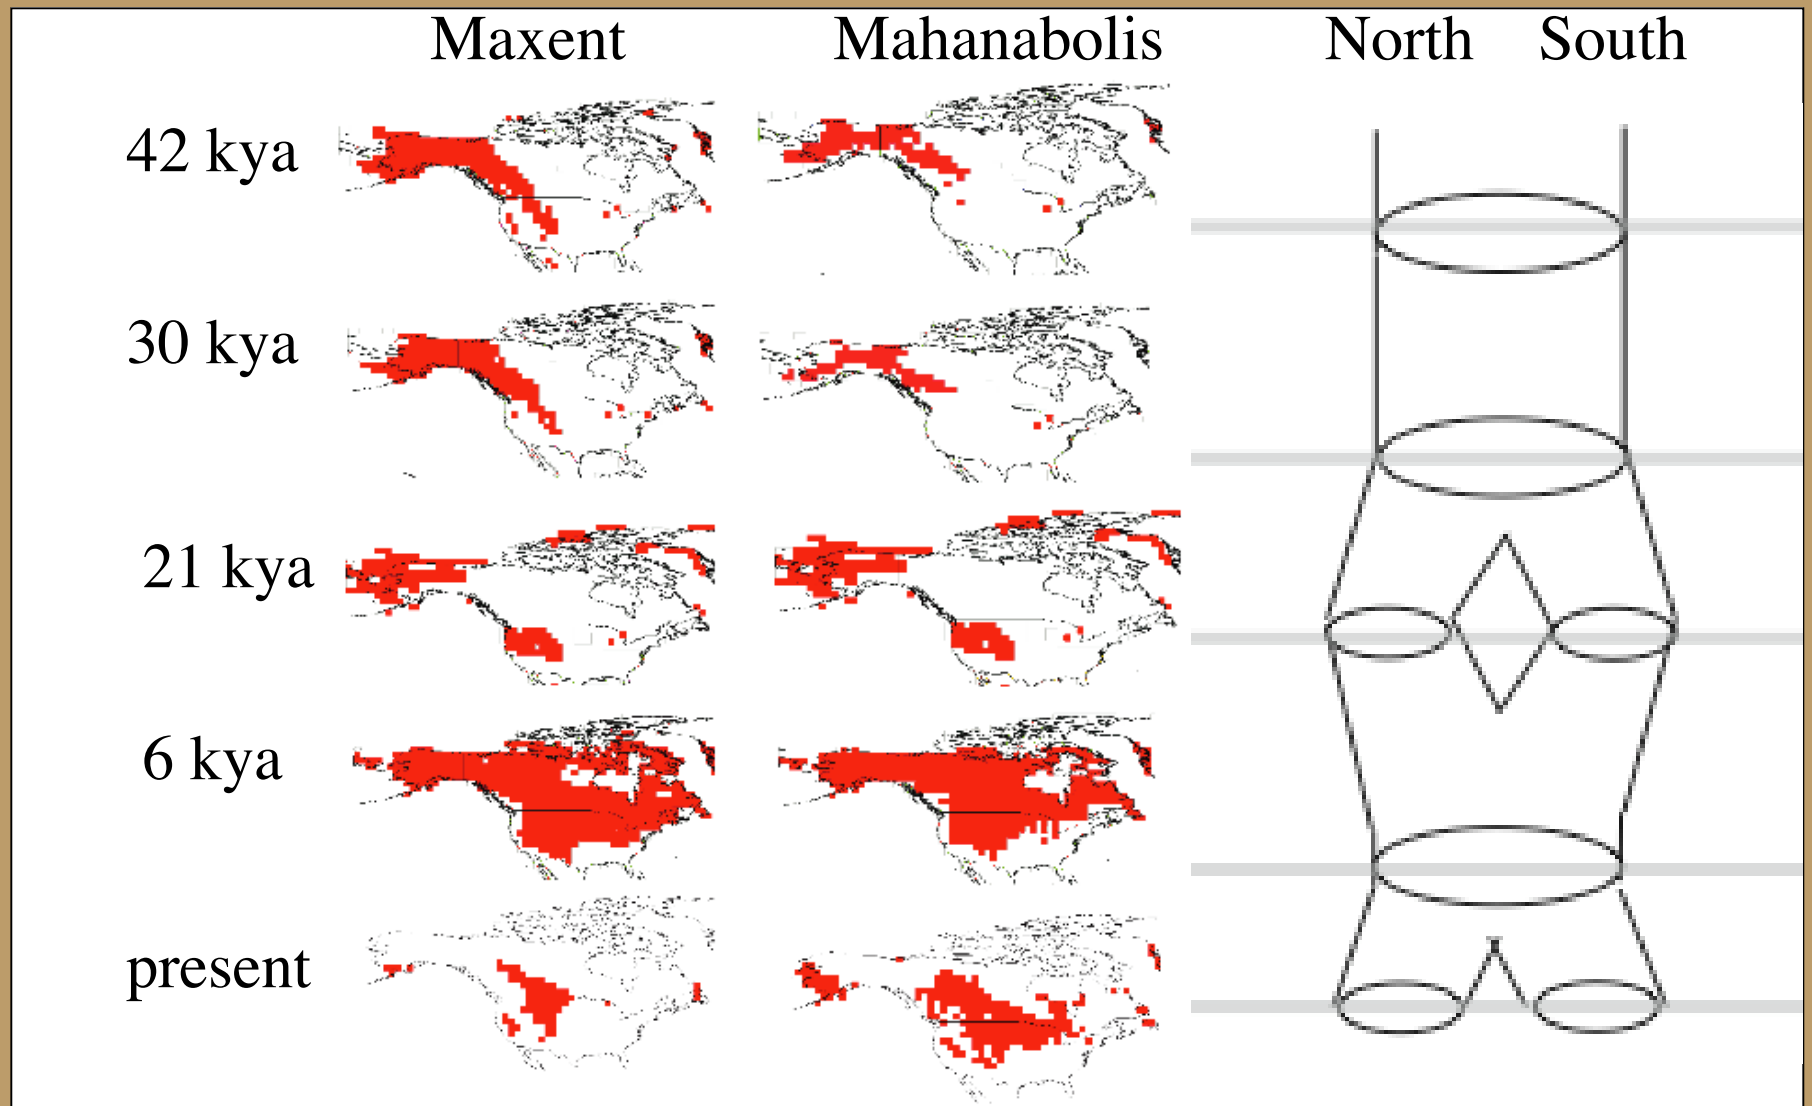 Maxent Mahanabolis North South
42 kya
30 kya
21 kya
6 kya
present